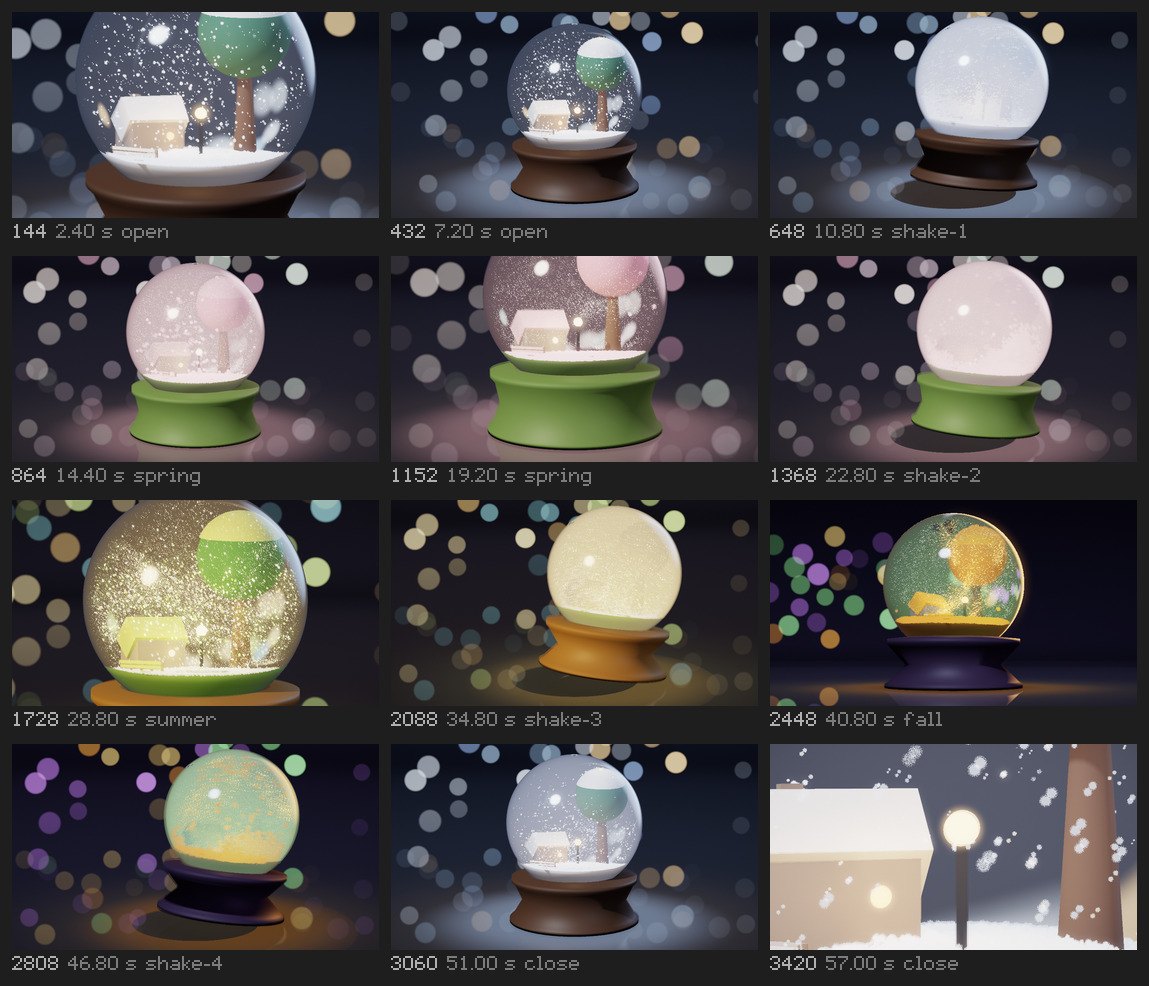 144 2.40 s open
432 7.20 s open
648 10.80 s shake-1
864 14.40 s spring
1152 19.20 s spring
1368 22.80 s shake-2
1728 28.80 s summer
2088 34.80 s shake-3
2448 40.80 s fall
2808 46.80 s shake-4
3060 51.00 s close
3420 57.00 s close